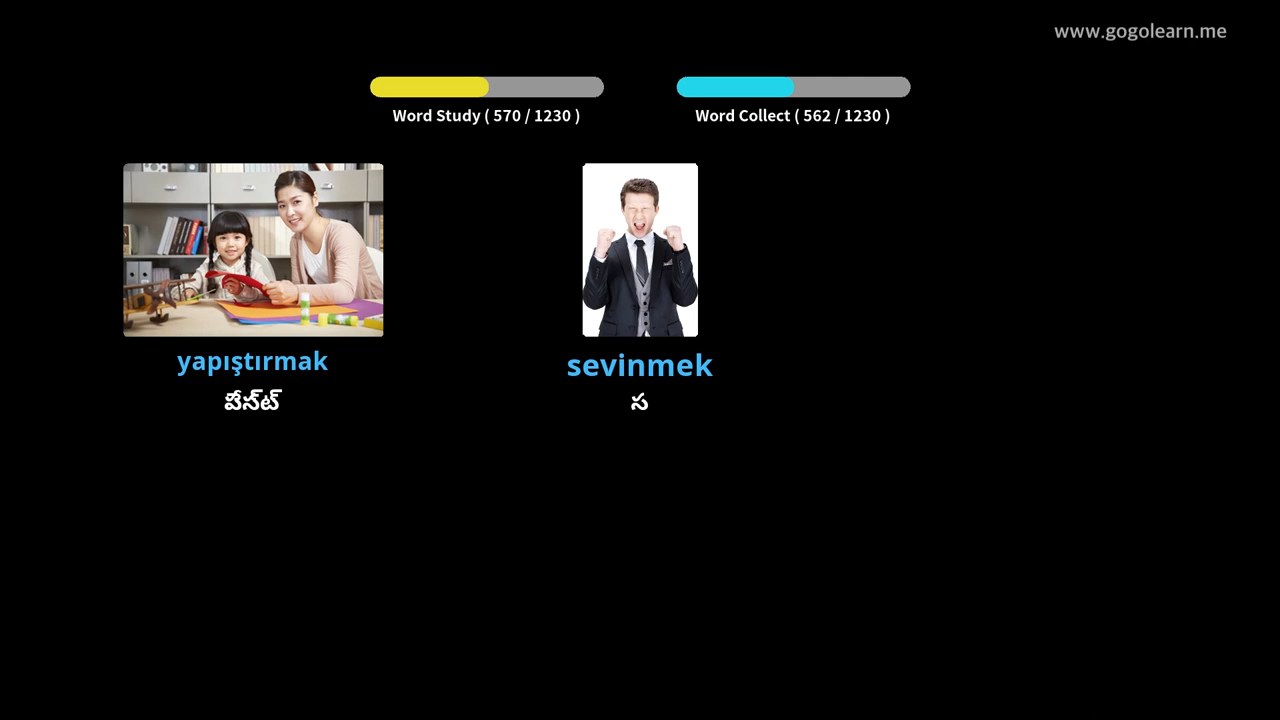 www.gogolearn.me
Word Study ( 570 / 1230 )
Word Collect ( 562 / 1230 )
yapıştırmak
పేస్ట్
sevinmek
స